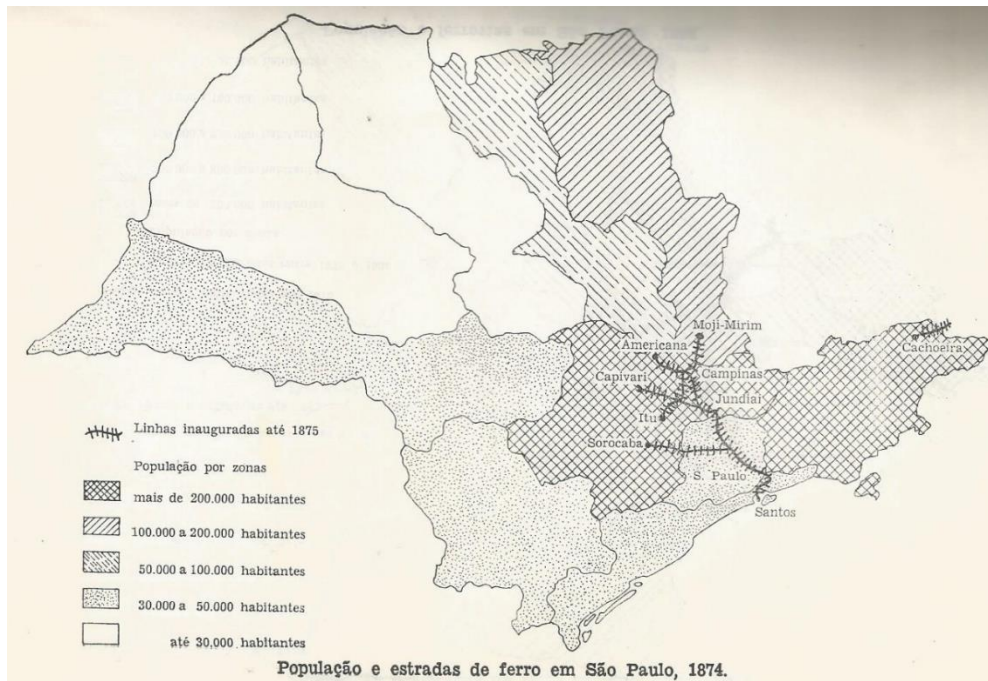 Moji-Mirim
Americana
Cachoeira
Capivari
Campinas
Jundiaí
Itu
Sorocaba
S. Paulo
Santos
Linhas inauguradas até 1875
População por zonas
mais de 200.000 habitantes
100.000 a 200.000 habitantes
50.000 a 100.000 habitantes
30.000 a 50.000 habitantes
até 30,000 habitantes
População e estradas de ferro em São Paulo, 1874.